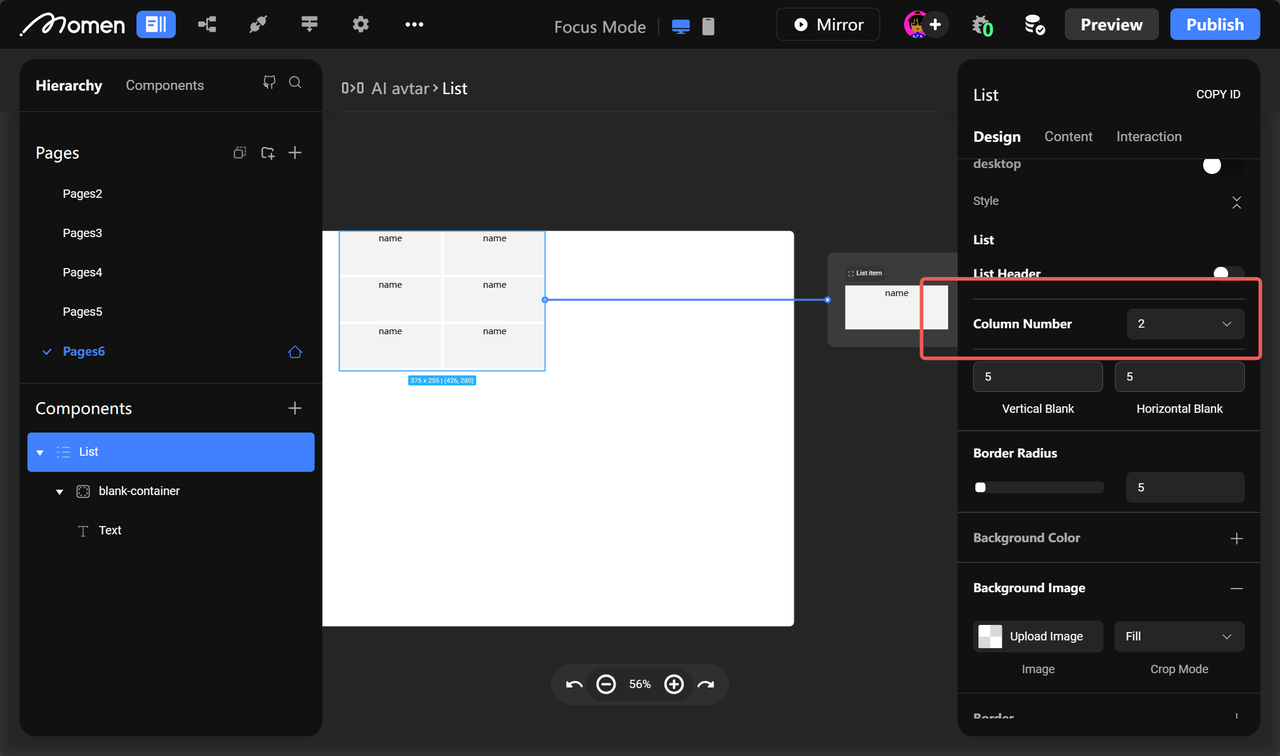 Momen
Focus Mode
Mirror
0
Preview
Publish
Hierarchy
Components
Pages
Pages2
Pages3
Pages4
Pages5
Pages6
Components
List
blank-container
Text
AI avtar > List
name name
name name
name name
375 x 255 | (426, 280)
List item
name
56%
List
COPY ID
Design Content Interaction
desktop
Style
List
List Header
Column Number
2
5
5
Vertical Blank
Horizontal Blank
Border Radius
5
Background Color
Background Image
Upload Image
Fill
Image
Crop Mode
Border